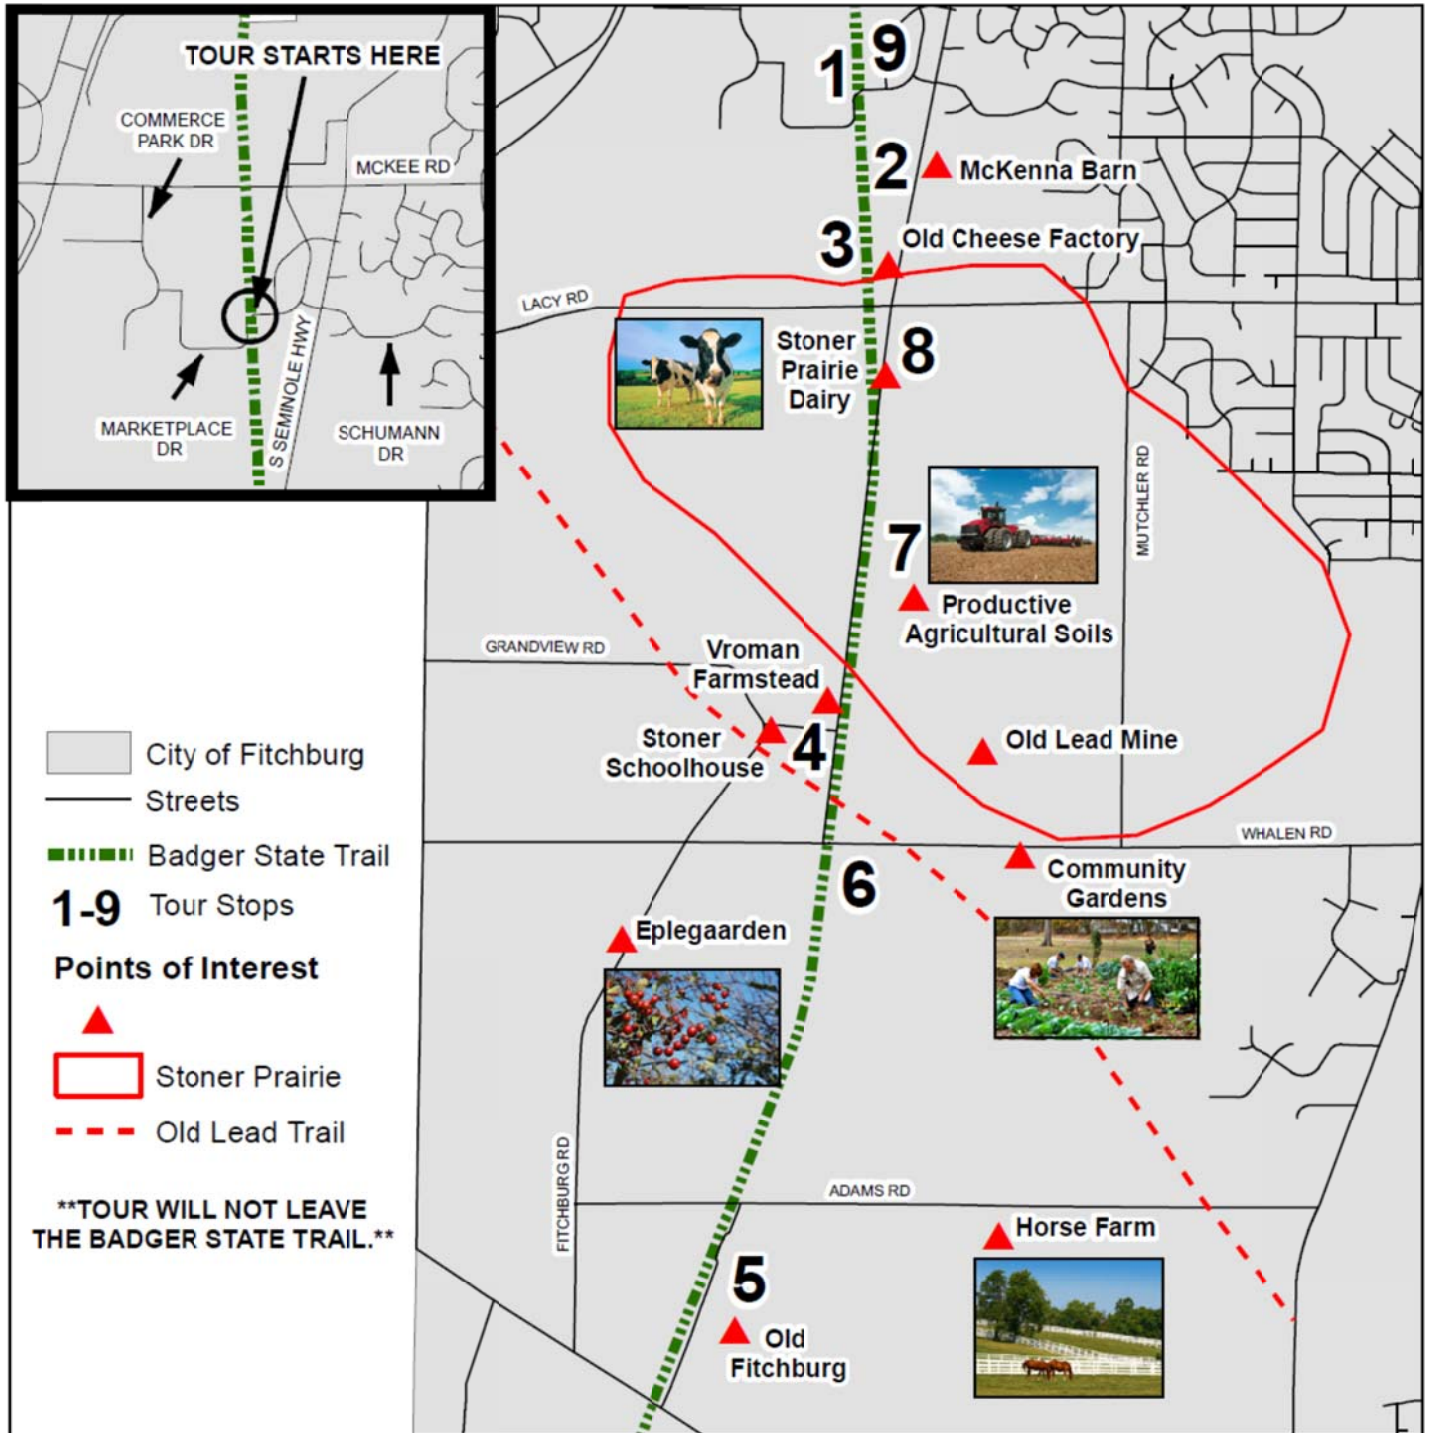 TOUR STARTS HERE
COMMERCE
PARK DR
MCKEE RD
MARKETPLACE
DR
S SEMINOLE HWY
SCHUMANN
DR
1
9
2
McKenna Barn
3
Old Cheese Factory
LACY RD
Stoner
Prairie
Dairy
8
MUTCHLER RD
7
Productive
Agricultural Soils
GRANDVIEW RD
Vroman
Farmstead
Stoner
Schoolhouse
4
Old Lead Mine
WHALEN RD
6
Community
Gardens
Eplegaarden
FITCHBURG RD
ADAMS RD
Horse Farm
5
Old
Fitchburg
City of Fitchburg
Streets
Badger State Trail
1-9 Tour Stops
Points of Interest
Stoner Prairie
Old Lead Trail
**TOUR WILL NOT LEAVE
THE BADGER STATE TRAIL.**